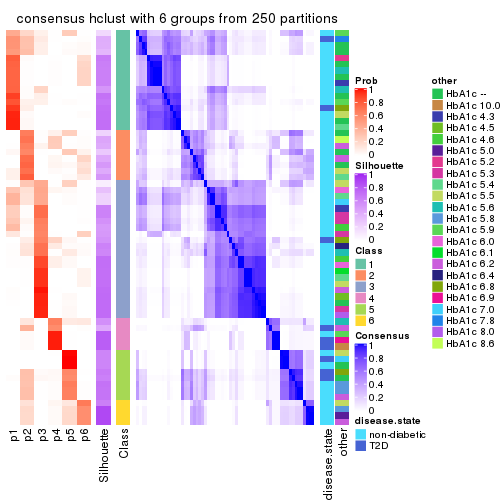 consensus hclust with 6 groups from 250 partitions
p1
p2
p3
p4
p5
p6
Silhouette
Class
disease.state
other
Prob
1
0.8
0.6
0.4
0.2
0
Silhouette
1
0.8
0.6
0.4
0.2
0
Class
1
2
3
4
5
6
Consensus
1
0.8
0.6
0.4
0.2
0
disease.state
non-diabetic
T2D
other
HbA1c --
HbA1c 10.0
HbA1c 4.3
HbA1c 4.5
HbA1c 4.6
HbA1c 5.0
HbA1c 5.2
HbA1c 5.3
HbA1c 5.4
HbA1c 5.5
HbA1c 5.6
HbA1c 5.8
HbA1c 5.9
HbA1c 6.0
HbA1c 6.1
HbA1c 6.2
HbA1c 6.4
HbA1c 6.8
HbA1c 6.9
HbA1c 7.0
HbA1c 7.8
HbA1c 8.0
HbA1c 8.6